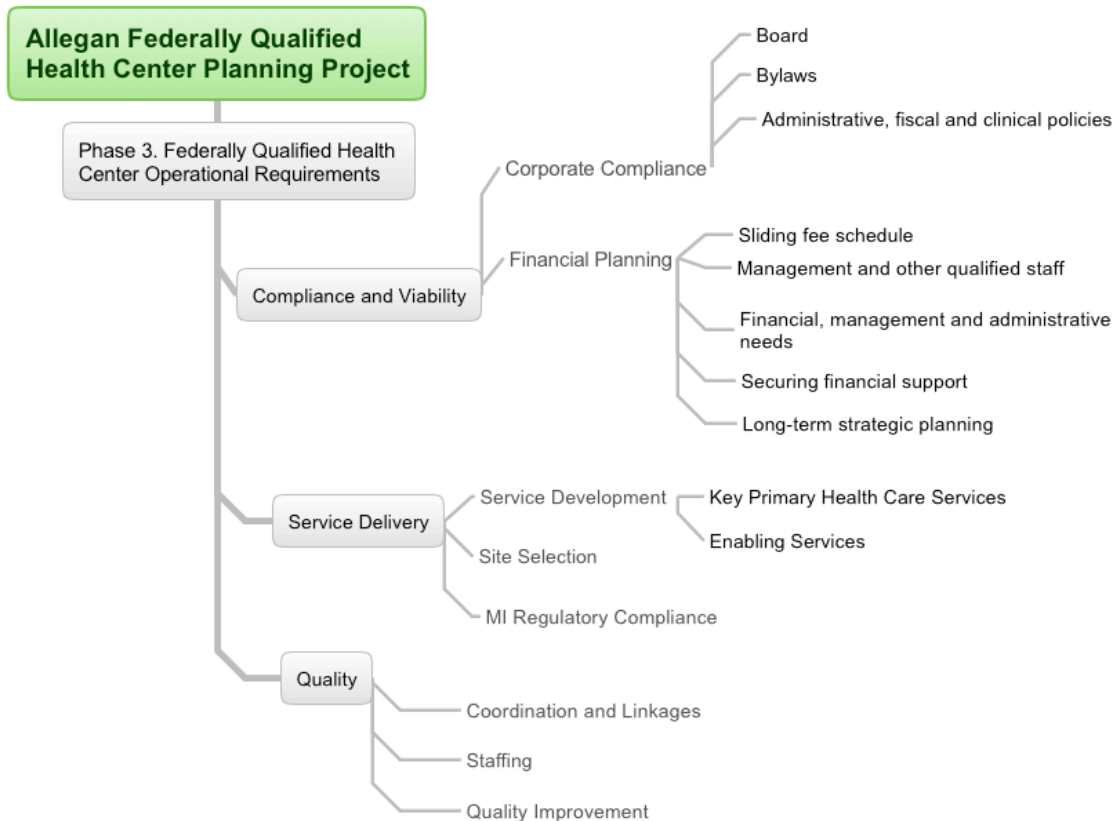 Allegan Federally Qualified
Health Center Planning Project
Phase 3. Federally Qualified Health
Center Operational Requirements
Compliance and Viability
Corporate Compliance
Board
Bylaws
Administrative, fiscal and clinical policies
Financial Planning
Sliding fee schedule
Management and other qualified staff
Financial, management and administrative
needs
Securing financial support
Long-term strategic planning
Service Delivery
Service Development
Key Primary Health Care Services
Enabling Services
Site Selection
MI Regulatory Compliance
Quality
Coordination and Linkages
Staffing
Quality Improvement